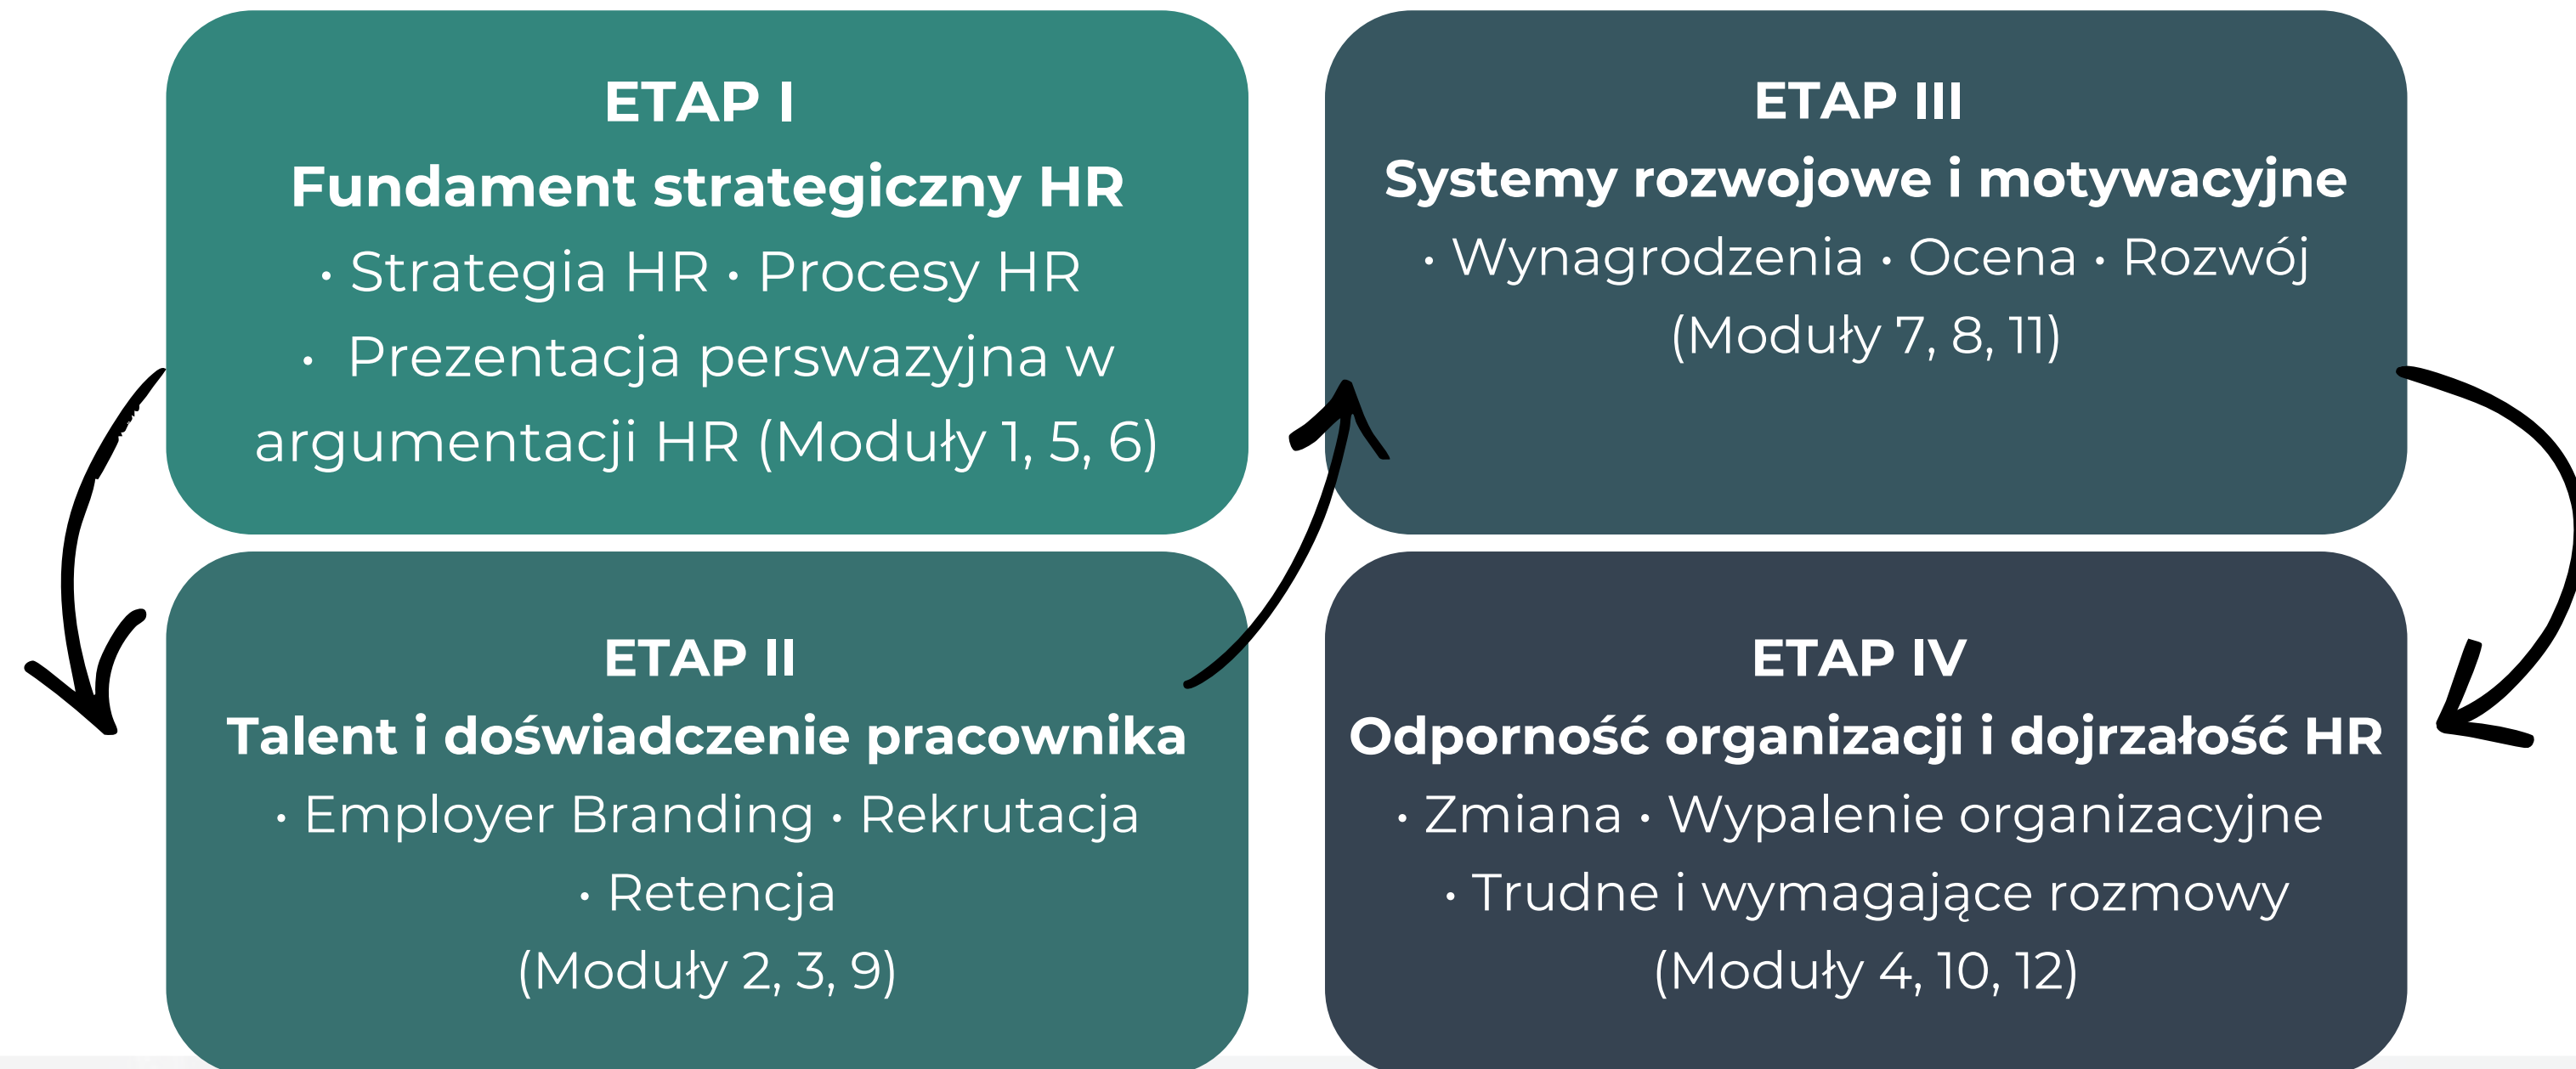 ETAP I
Fundament strategiczny HR
• Strategia HR • Procesy HR
• Prezentacja perswazyjna w
argumentacji HR (Moduły 1, 5, 6)
ETAP II
Talent i doświadczenie pracownika
• Employer Branding • Rekrutacja
• Retencja
(Moduły 2, 3, 9)
ETAP III
Systemy rozwojowe i motywacyjne
• Wynagrodzenia • Ocena • Rozwój
(Moduły 7, 8, 11)
ETAP IV
Odporność organizacji i dojrzałość HR
• Zmiana • Wypalenie organizacyjne
• Trudne i wymagające rozmowy
(Moduły 4, 10, 12)